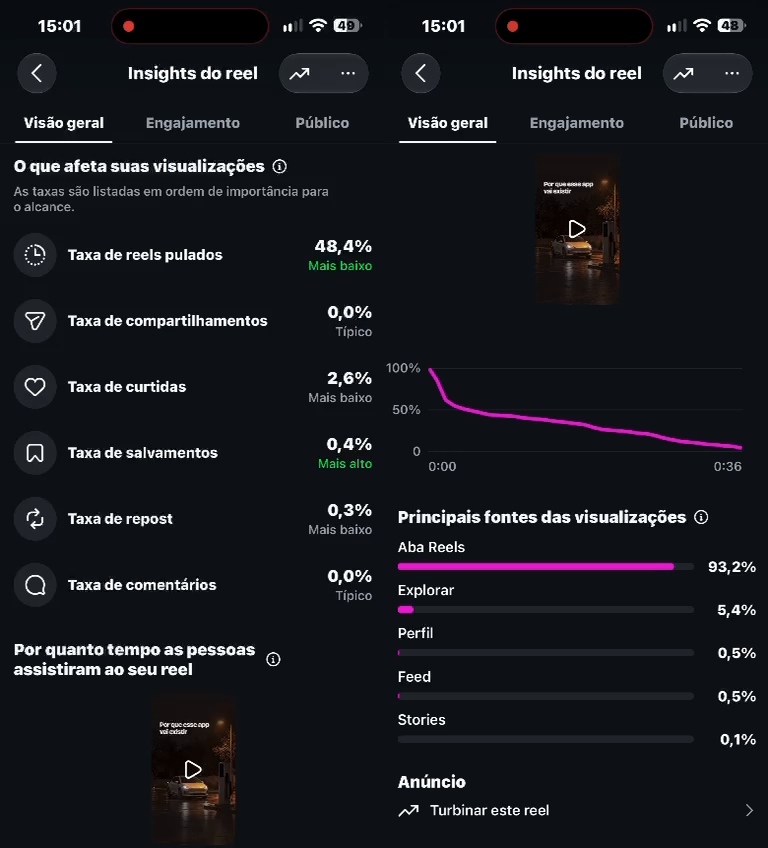 15:01
49
Insights do reel
Visão geral
Engajamento
Público
O que afeta suas visualizações
As taxas são listadas em ordem de importância para
o alcance.
Taxa de reels pulados
48,4%
Mais baixo
Taxa de compartilhamentos
0,0%
Típico
Taxa de curtidas
2,6%
Mais baixo
Taxa de salvamentos
0,4%
Mais alto
Taxa de repost
0,3%
Mais baixo
Taxa de comentários
0,0%
Típico
Por quanto tempo as pessoas
assistiram ao seu reel
Por que esse app
vai existir
15:01
48
Insights do reel
Visão geral
Engajamento
Público
Por que esse app
vai existir
100%
50%
0
0:00
0:36
Principais fontes das visualizações
Aba Reels
93,2%
Explorar
5,4%
Perfil
0,5%
Feed
0,5%
Stories
0,1%
Anúncio
Turbinar este reel